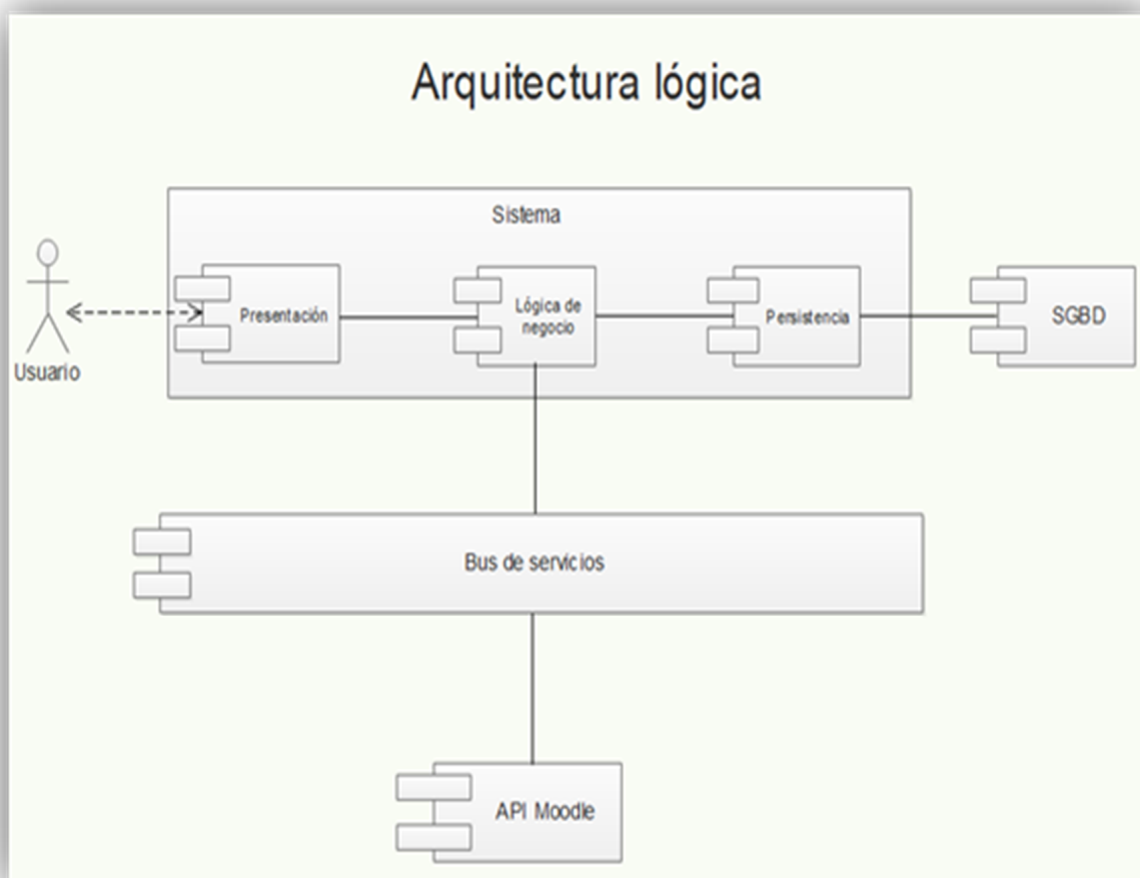 Arquitectura lógica
Sistema
Usuario
Presentación
Lógica de
negocio
Persistencia
SGBD
Bus de servicios
API Moodle